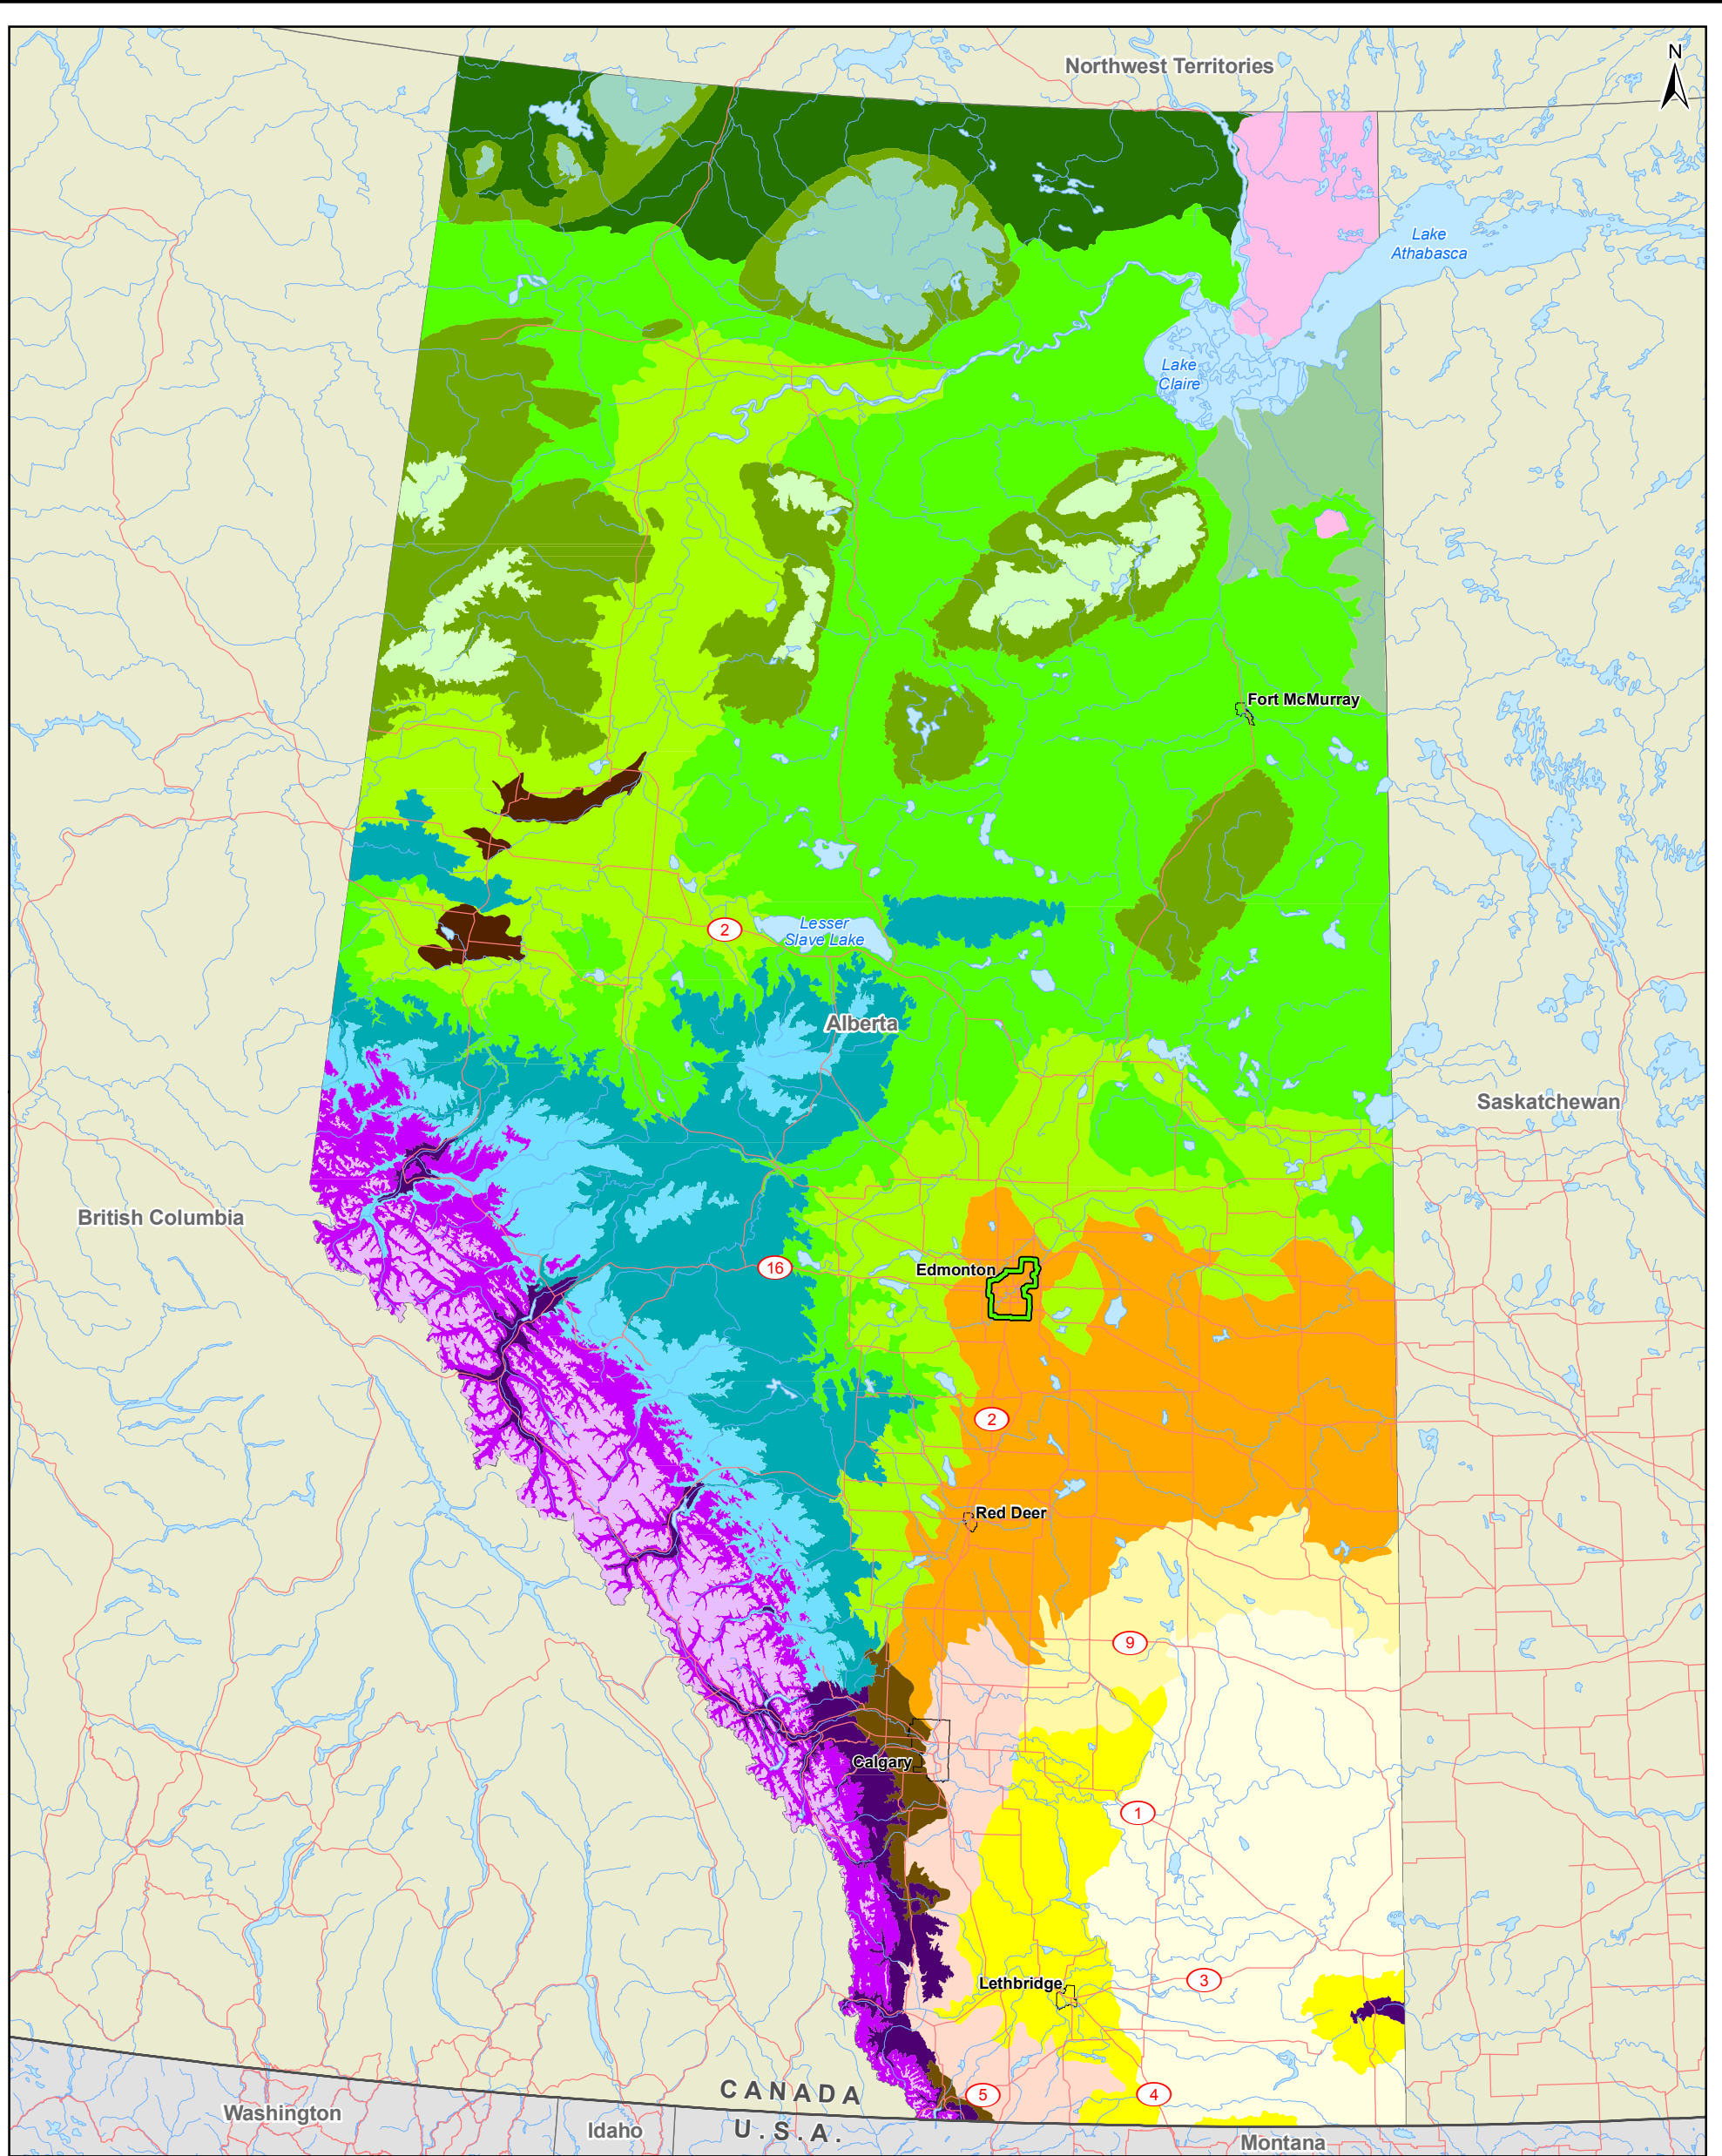 N
Northwest Territories
Lake
Athabasca
Lake
Claire
Fort McMurray
2
Lesser
Slave Lake
Alberta
Saskatchewan
British Columbia
16
Edmonton
2
Red Deer
9
Calgary
1
Lethbridge
3
5
4
CANADA
U.S.A.
Washington
Idaho
Montana